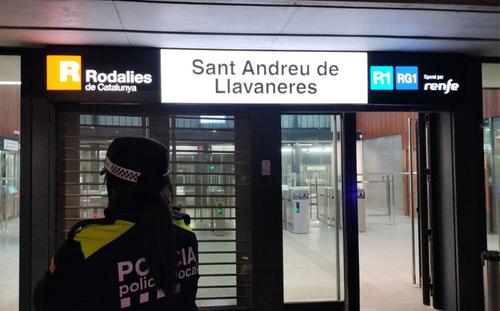 R Rodalies
de Catalunya
Sant Andreu de
Llavaneres
R1 RG1
Operat per
renfe
POLICIA
policia local